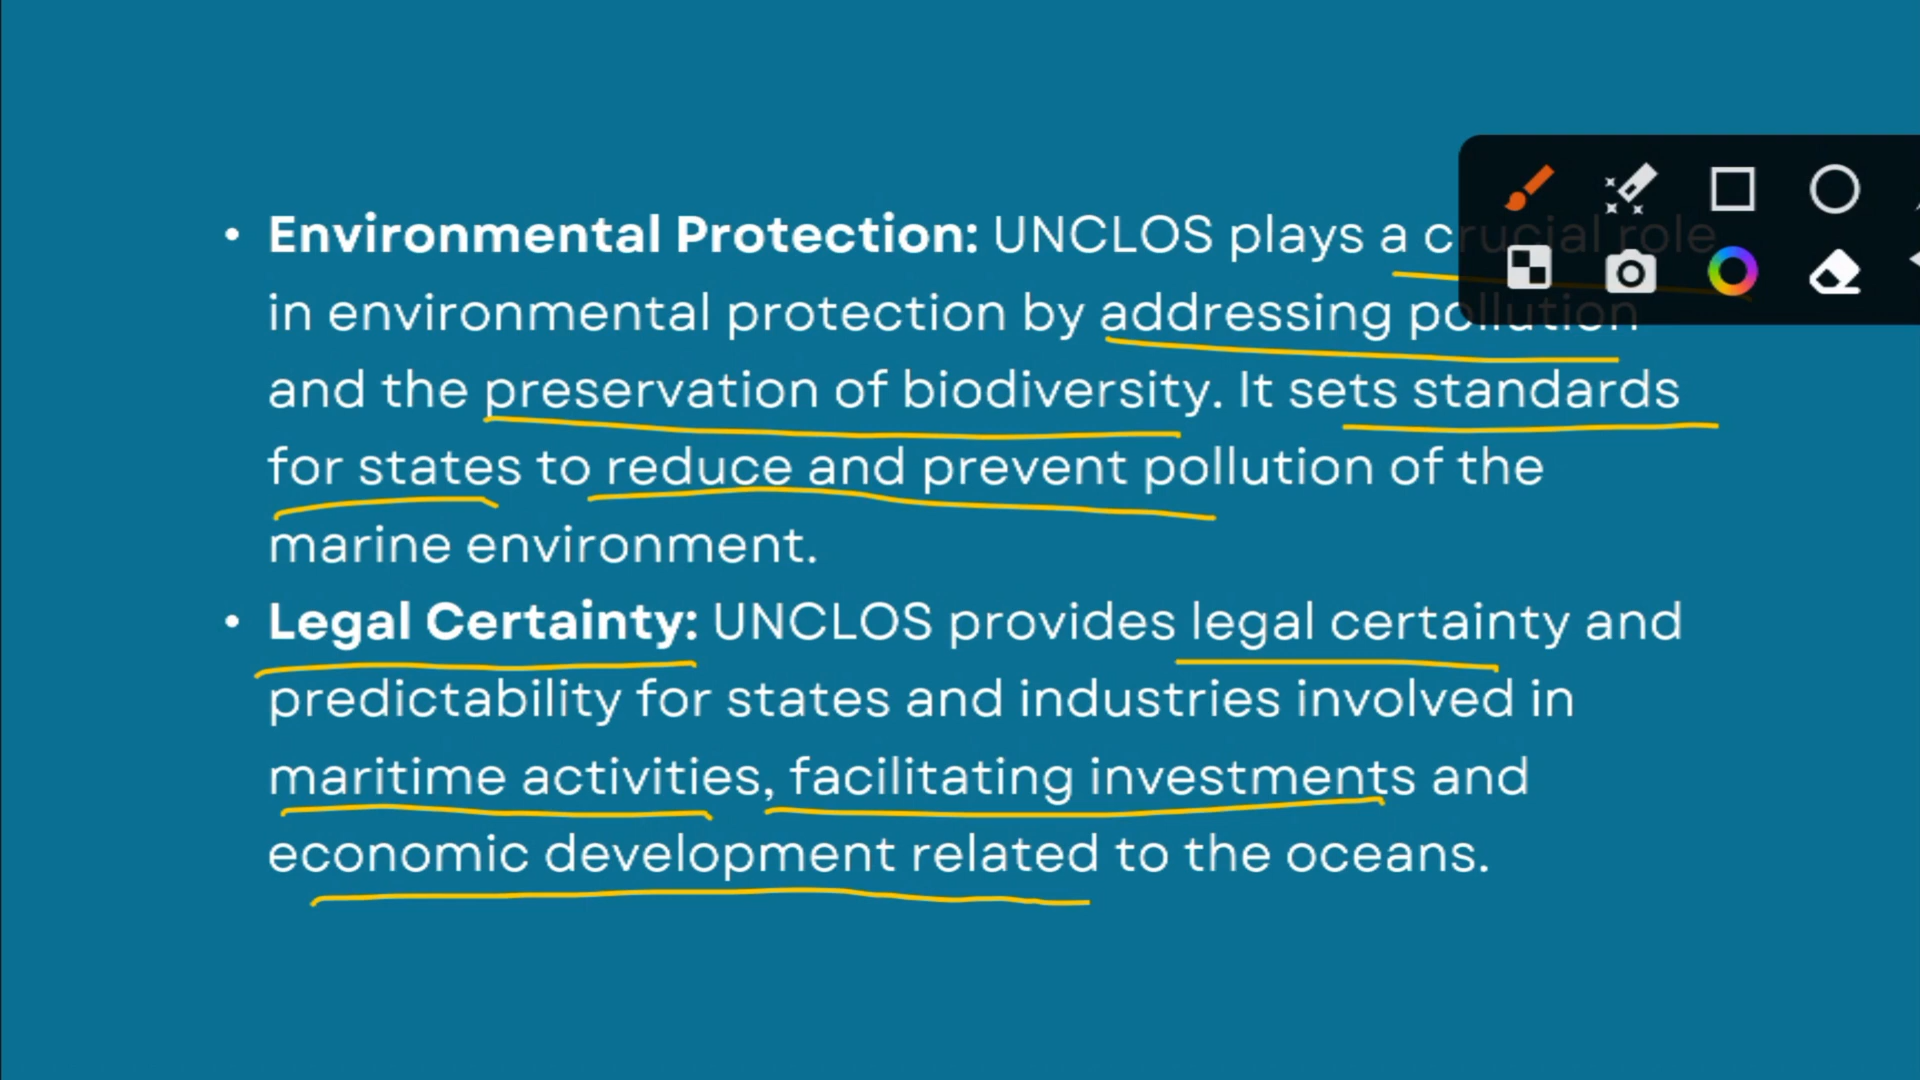 • Environmental Protection: UNCLOS plays a crucial role
in environmental protection by addressing pollution
and the preservation of biodiversity. It sets standards
for states to reduce and prevent pollution of the
marine environment.
• Legal Certainty: UNCLOS provides legal certainty and
predictability for states and industries involved in
maritime activities, facilitating investments and
economic development related to the oceans.